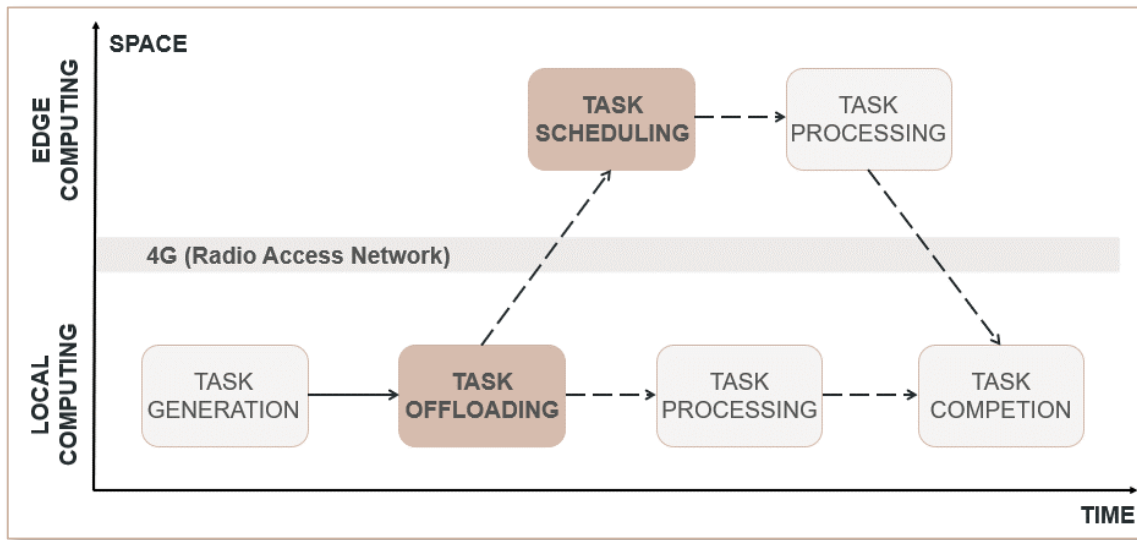 SPACE
EDGE
COMPUTING
TASK
SCHEDULING
TASK
PROCESSING
4G (Radio Access Network)
LOCAL
COMPUTING
TASK
GENERATION
TASK
OFFLOADING
TASK
PROCESSING
TASK
COMPETION
TIME